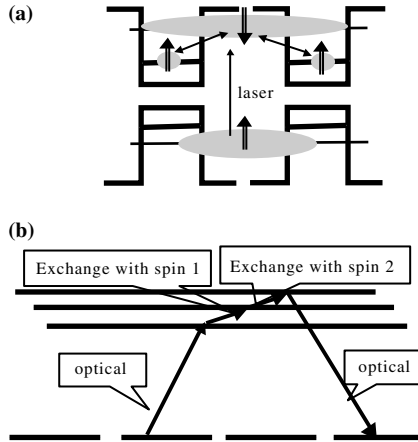 (a)
laser
(b)
Exchange with spin 1
Exchange with spin 2
optical
optical